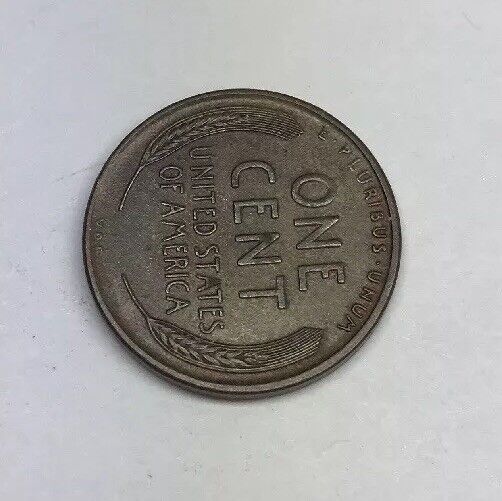 E·PLURIBUS·UNUM
ONE
CENT
UNITED STATES
OF AMERICA